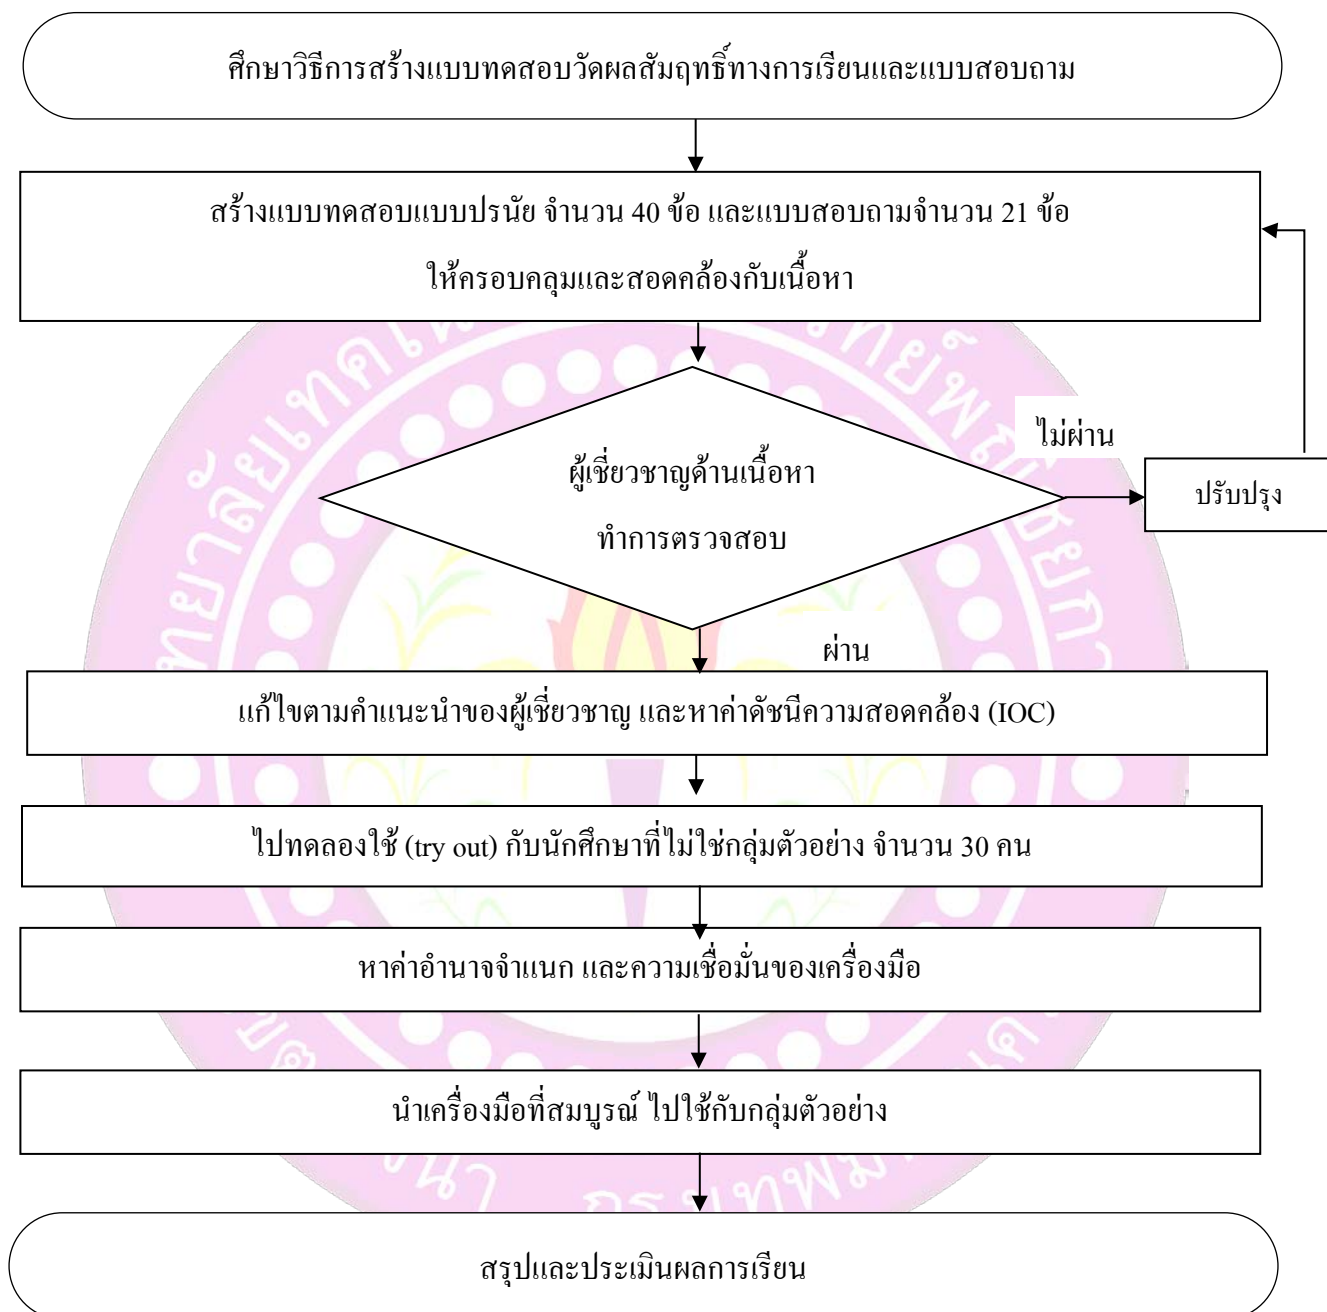 ศึกษาวิธีการสร้างแบบทดสอบวัดผลสัมฤทธิ์ทางการเรียนและแบบสอบถาม
สร้างแบบทดสอบแบบปรนัย จำนวน 40 ข้อ และแบบสอบถามจำนวน 21 ข้อ
ให้ครอบคลุมและสอดคล้องกับเนื้อหา
ไม่ผ่าน
ผู้เชี่ยวชาญด้านเนื้อหา
ทำการตรวจสอบ
ปรับปรุง
ผ่าน
แก้ไขตามคำแนะนำของผู้เชี่ยวชาญ และหาค่าดัชนีความสอดคล้อง (IOC)
ไปทดลองใช้ (try out) กับนักศึกษาที่ไม่ใช่กลุ่มตัวอย่าง จำนวน 30 คน
หาค่าอำนาจจำแนก และความเชื่อมั่นของเครื่องมือ
นำเครื่องมือที่สมบูรณ์ ไปใช้กับกลุ่มตัวอย่าง
สรุปและประเมินผลการเรียน